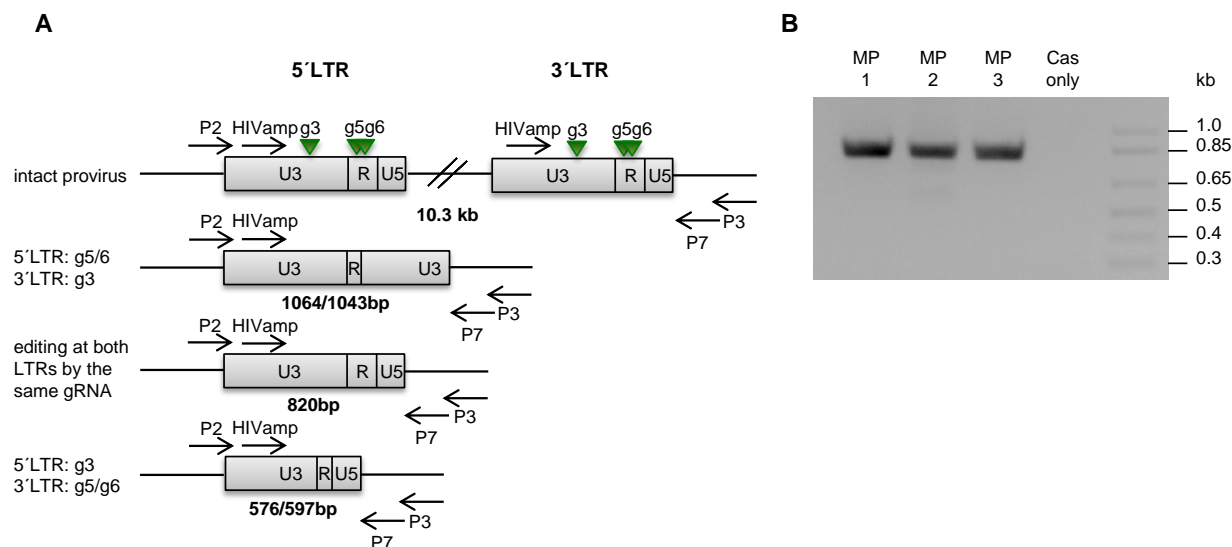 A
5´LTR
3´LTR
P2
HIVamp
g3
g5g6
HIVamp
g3
g5g6
intact provirus
U3
R
U5
U3
R
U5
10.3 kb
P3
P7
P2
HIVamp
5´LTR: g5/6
3´LTR: g3
U3
R
U3
1064/1043bp
P3
P7
P2
HIVamp
editing at both
LTRs by the
same gRNA
U3
R
U5
820bp
P3
P7
P2
HIVamp
5´LTR: g3
3´LTR: g5/g6
U3
R
U5
576/597bp
P3
P7
B
MP
1
MP
2
MP
3
Cas
only
kb
1.0
0.85
0.65
0.5
0.4
0.3